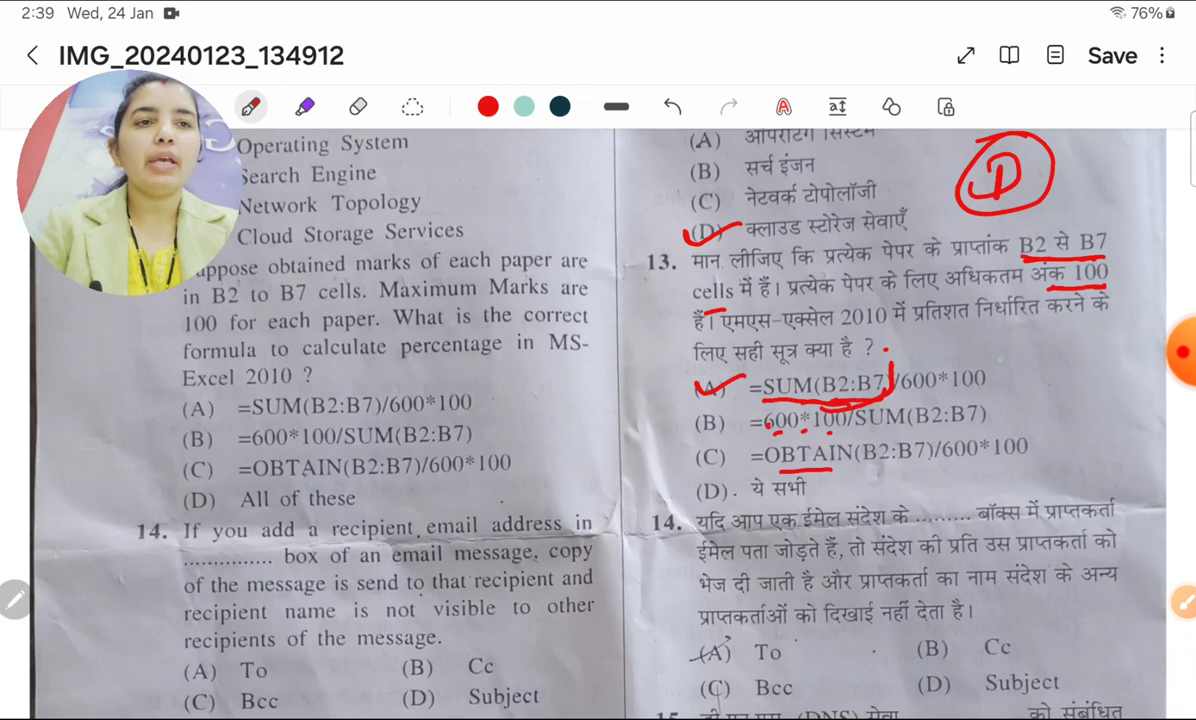 2:39 Wed, 24 Jan
76%
IMG_20240123_134912
Save
Operating System
Search Engine
Network Topology
Cloud Storage Services
uppose obtained marks of each paper are
in B2 to B7 cells. Maximum Marks are
100 for each paper. What is the correct
formula to calculate percentage in MS-
Excel 2010 ?
(A) =SUM(B2:B7)/600*100
(B) =600*100/SUM(B2:B7)
(C) =OBTAIN(B2:B7)/600*100
(D) All of these
14. If you add a recipient email address in
............... box of an email message, copy
of the message is send to that recipient and
recipient name is not visible to other
recipients of the message.
(A) To (B) Cc
(C) Bcc (D) Subject
(A) आपरेटिंग सिस्टम
(B) सर्च इंजन
(C) नेटवर्क टोपोलॉजी
(D) क्लाउड स्टोरेज सेवाएँ
D
13. मान लीजिए कि प्रत्येक पेपर के प्राप्तांक B2 से B7
cells में हैं। प्रत्येक पेपर के लिए अधिकतम अंक 100
हैं। एमएस-एक्सेल 2010 में प्रतिशत निर्धारित करने के
लिए सही सूत्र क्या है ?
(A) =SUM(B2:B7)/600*100
(B) =600*100/SUM(B2:B7)
(C) =OBTAIN(B2:B7)/600*100
(D). ये सभी
14. यदि आप एक ईमेल संदेश के ......... बॉक्स में प्राप्तकर्ता
ईमेल पता जोड़ते हैं, तो संदेश की प्रति उस प्राप्तकर्ता को
भेज दी जाती है और प्राप्तकर्ता का नाम संदेश के अन्य
प्राप्तकर्ताओं को दिखाई नहीं देता है।
(A) To (B) Cc
(C) Bcc (D) Subject
(DNS) सेवा को संबंधित